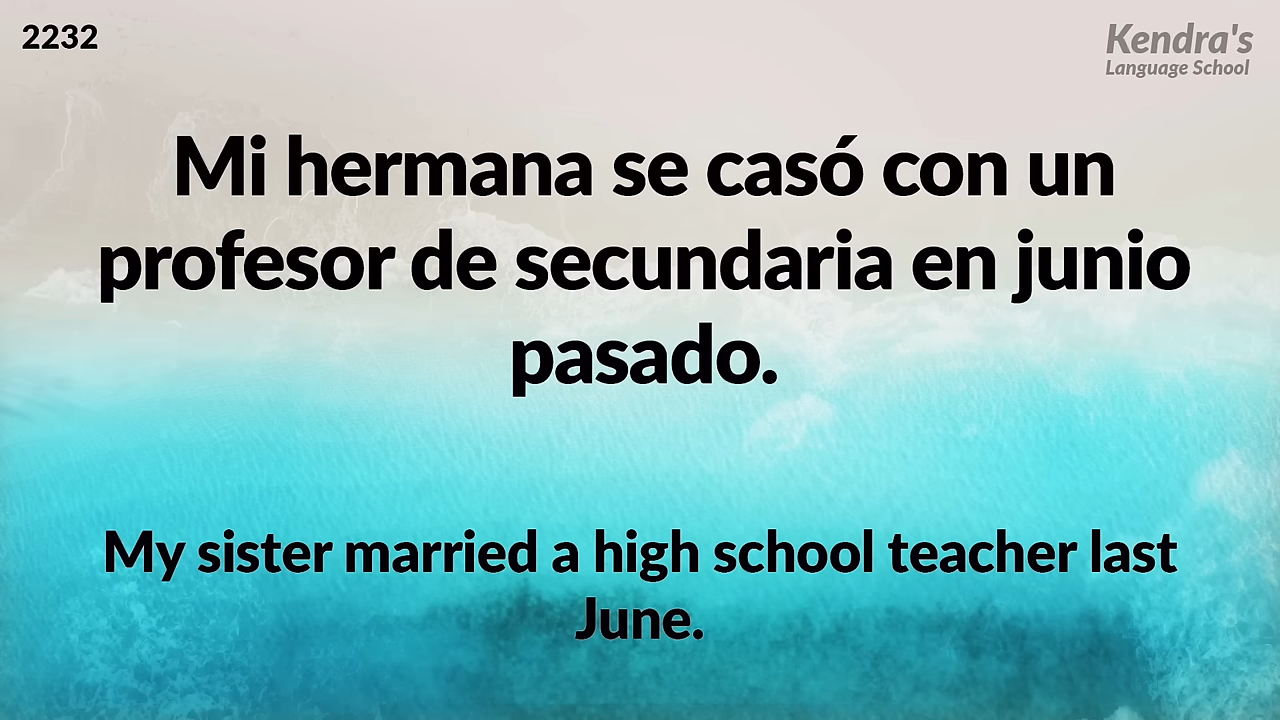 2232
Kendra's
Language School
Mi hermana se casó con un
profesor de secundaria en junio
pasado.
My sister married a high school teacher last
June.